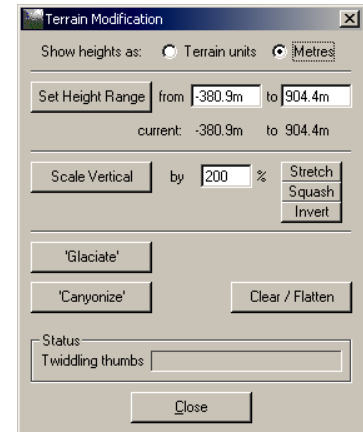 Terrain Modification
Show heights as: Terrain units Metres
Set Height Range from -380.9m to 904.4m
current: -380.9m to 904.4m
Scale Vertical by 200 % Stretch
Squash
Invert
'Glaciate'
'Canyonize' Clear / Flatten
Status
Twiddling thumbs
Close